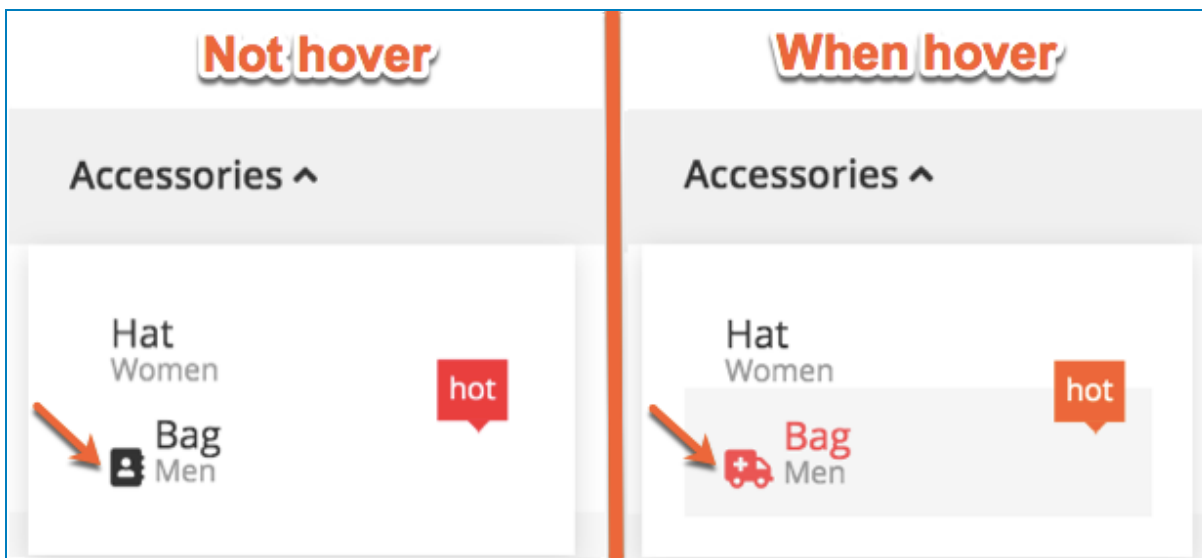 Not hover
Accessories
Hat
Women
hot
Bag
Men
When hover
Accessories
Hat
Women
hot
Bag
Men